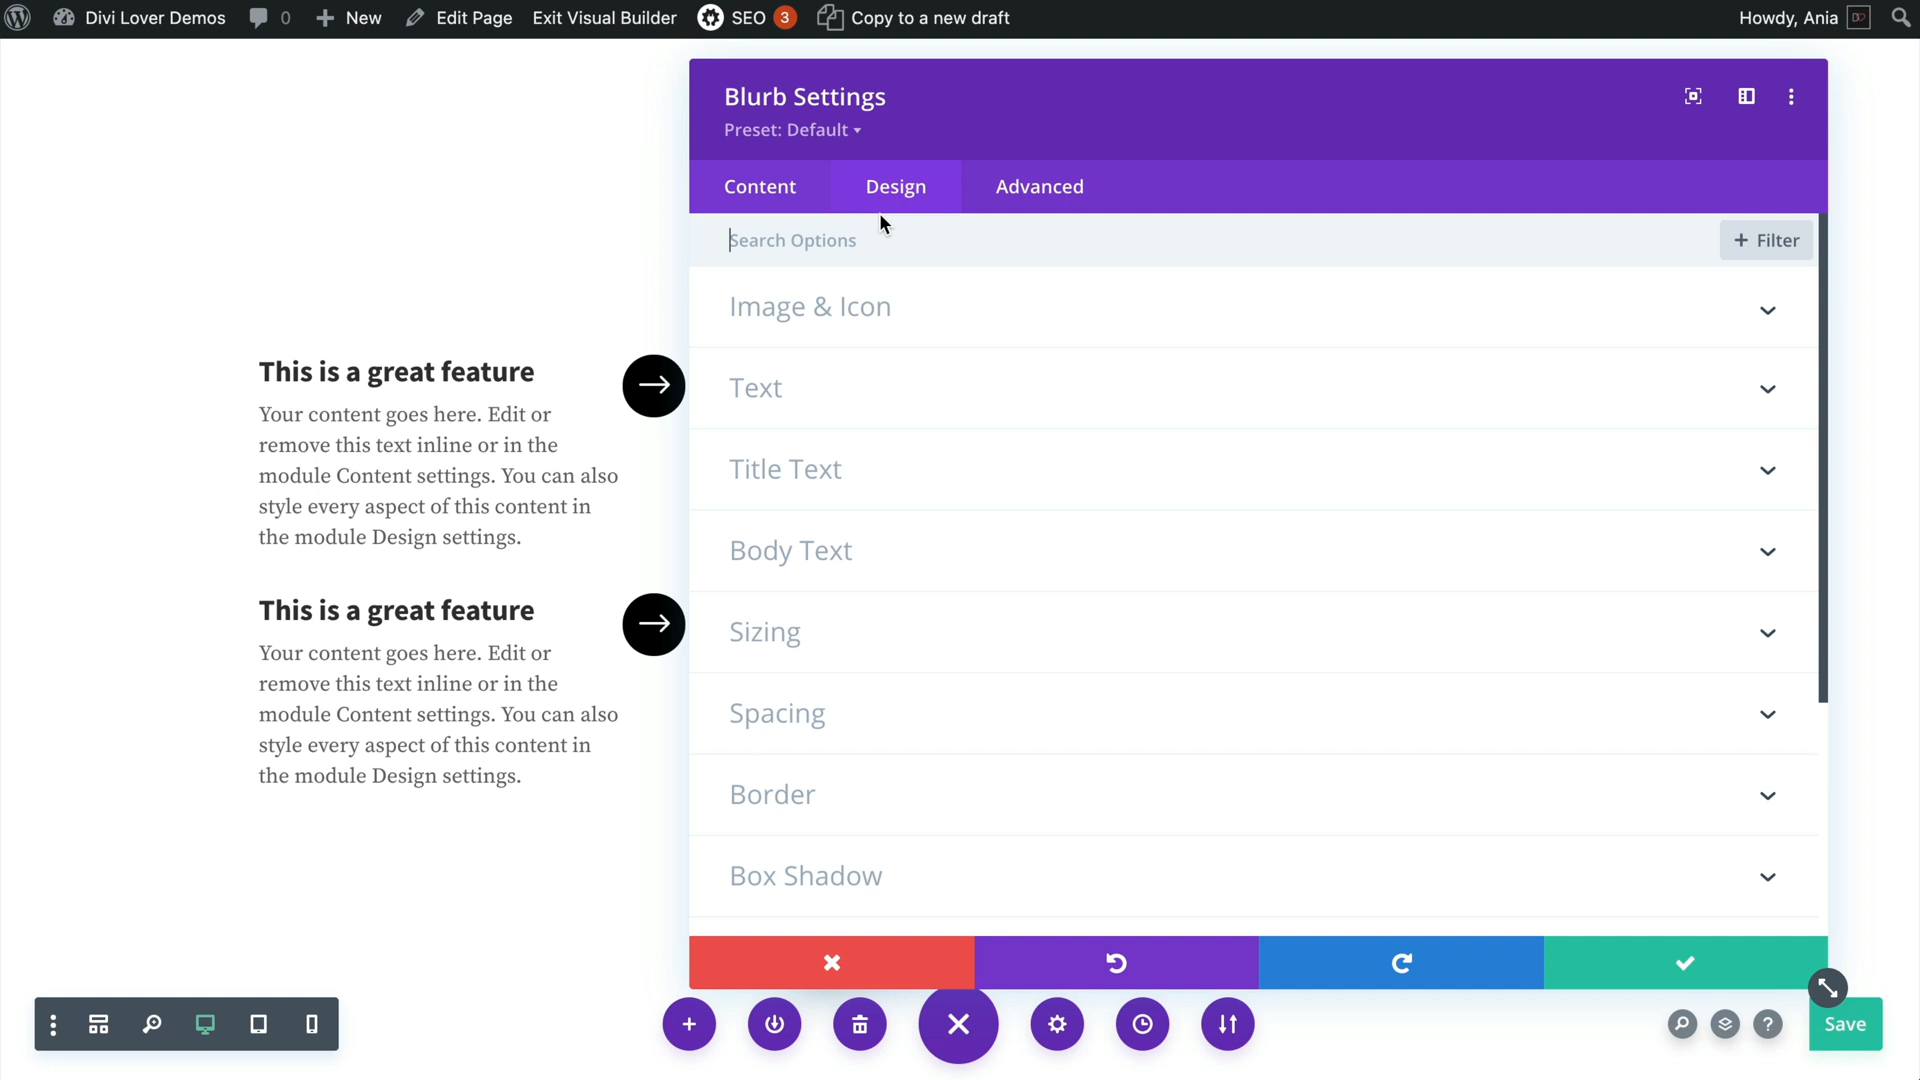 Divi Lover Demos
0
New
Edit Page
Exit Visual Builder
SEO
3
Copy to a new draft
Howdy, Ania
Blurb Settings
Preset: Default
Content
Design
Advanced
Search Options
+ Filter
Image & Icon
Text
Title Text
Body Text
Sizing
Spacing
Border
Box Shadow
This is a great feature
Your content goes here. Edit or
remove this text inline or in the
module Content settings. You can also
style every aspect of this content in
the module Design settings.
This is a great feature
Your content goes here. Edit or
remove this text inline or in the
module Content settings. You can also
style every aspect of this content in
the module Design settings.
?
Save